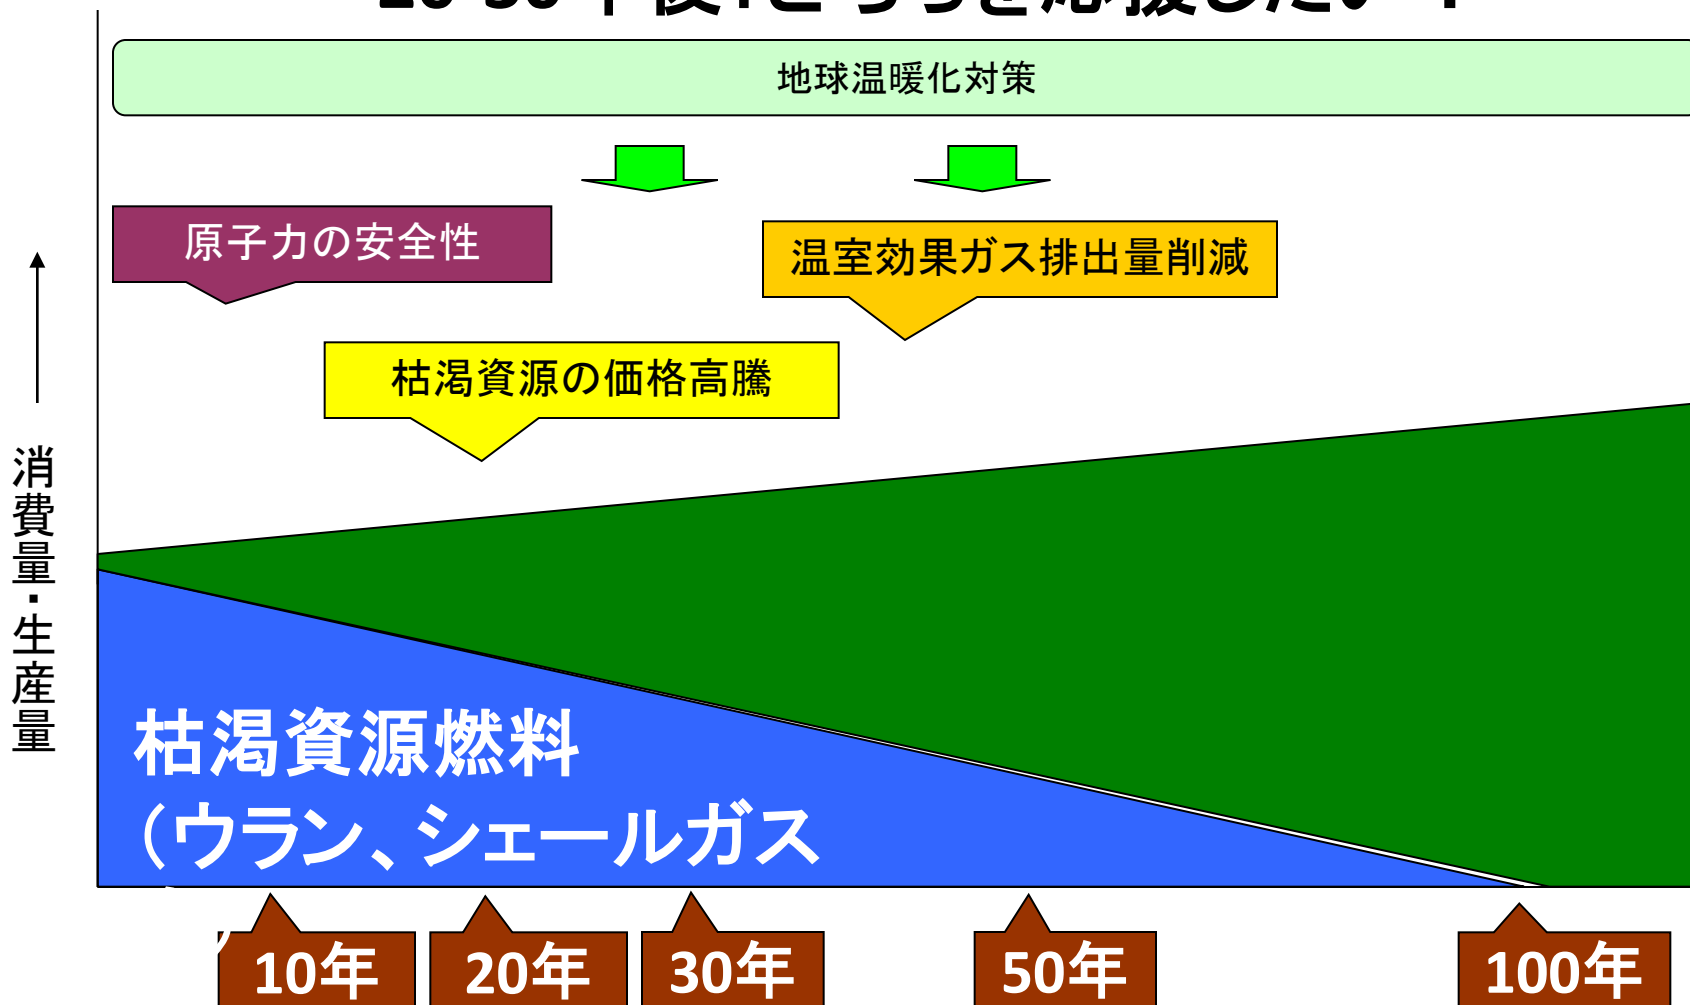 地球温暖化対策
原子力の安全性
温室効果ガス排出量削減
枯渇資源の価格高騰
消費量・生産量
枯渇資源燃料
（ウラン、シェールガス
）
10年
20年
30年
50年
100年